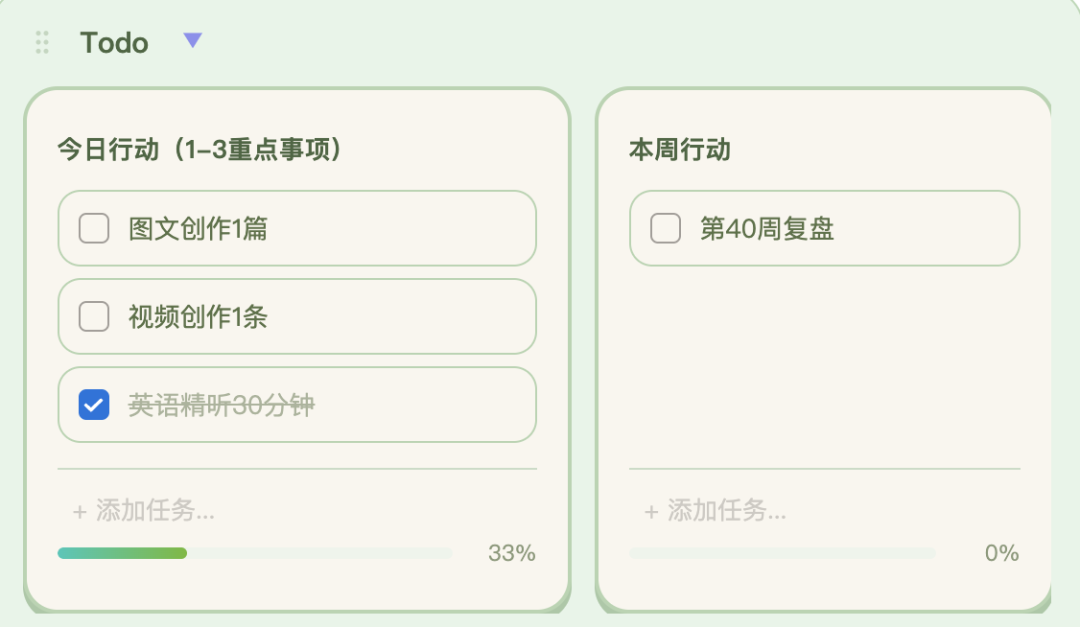 Todo
今日行动（1–3重点事项）
图文创作1篇
视频创作1条
英语精听30分钟
+ 添加任务...
33%
本周行动
第40周复盘
+ 添加任务...
0%